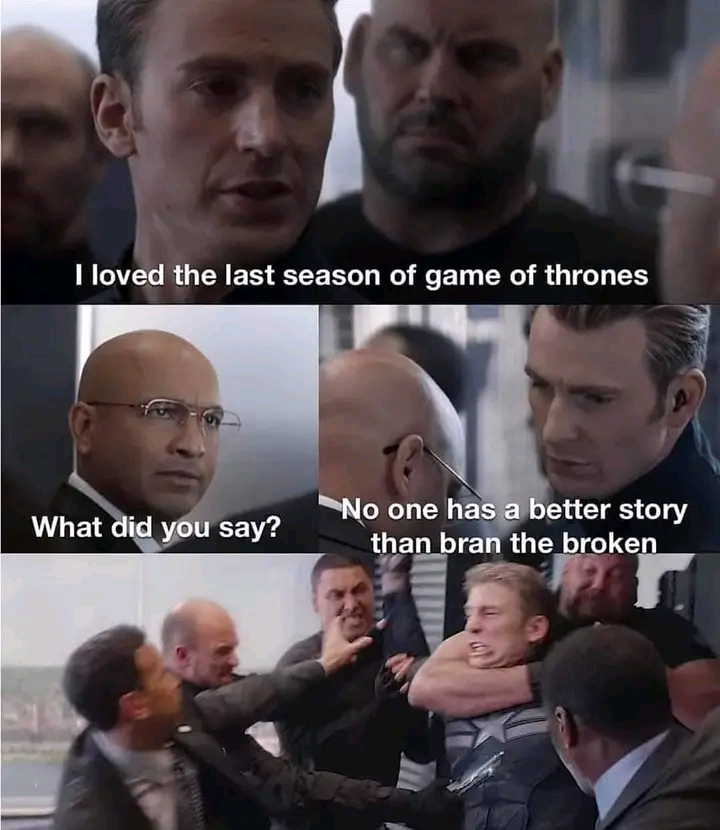 I loved the last season of game of thrones
What did you say?
No one has a better story
than bran the broken